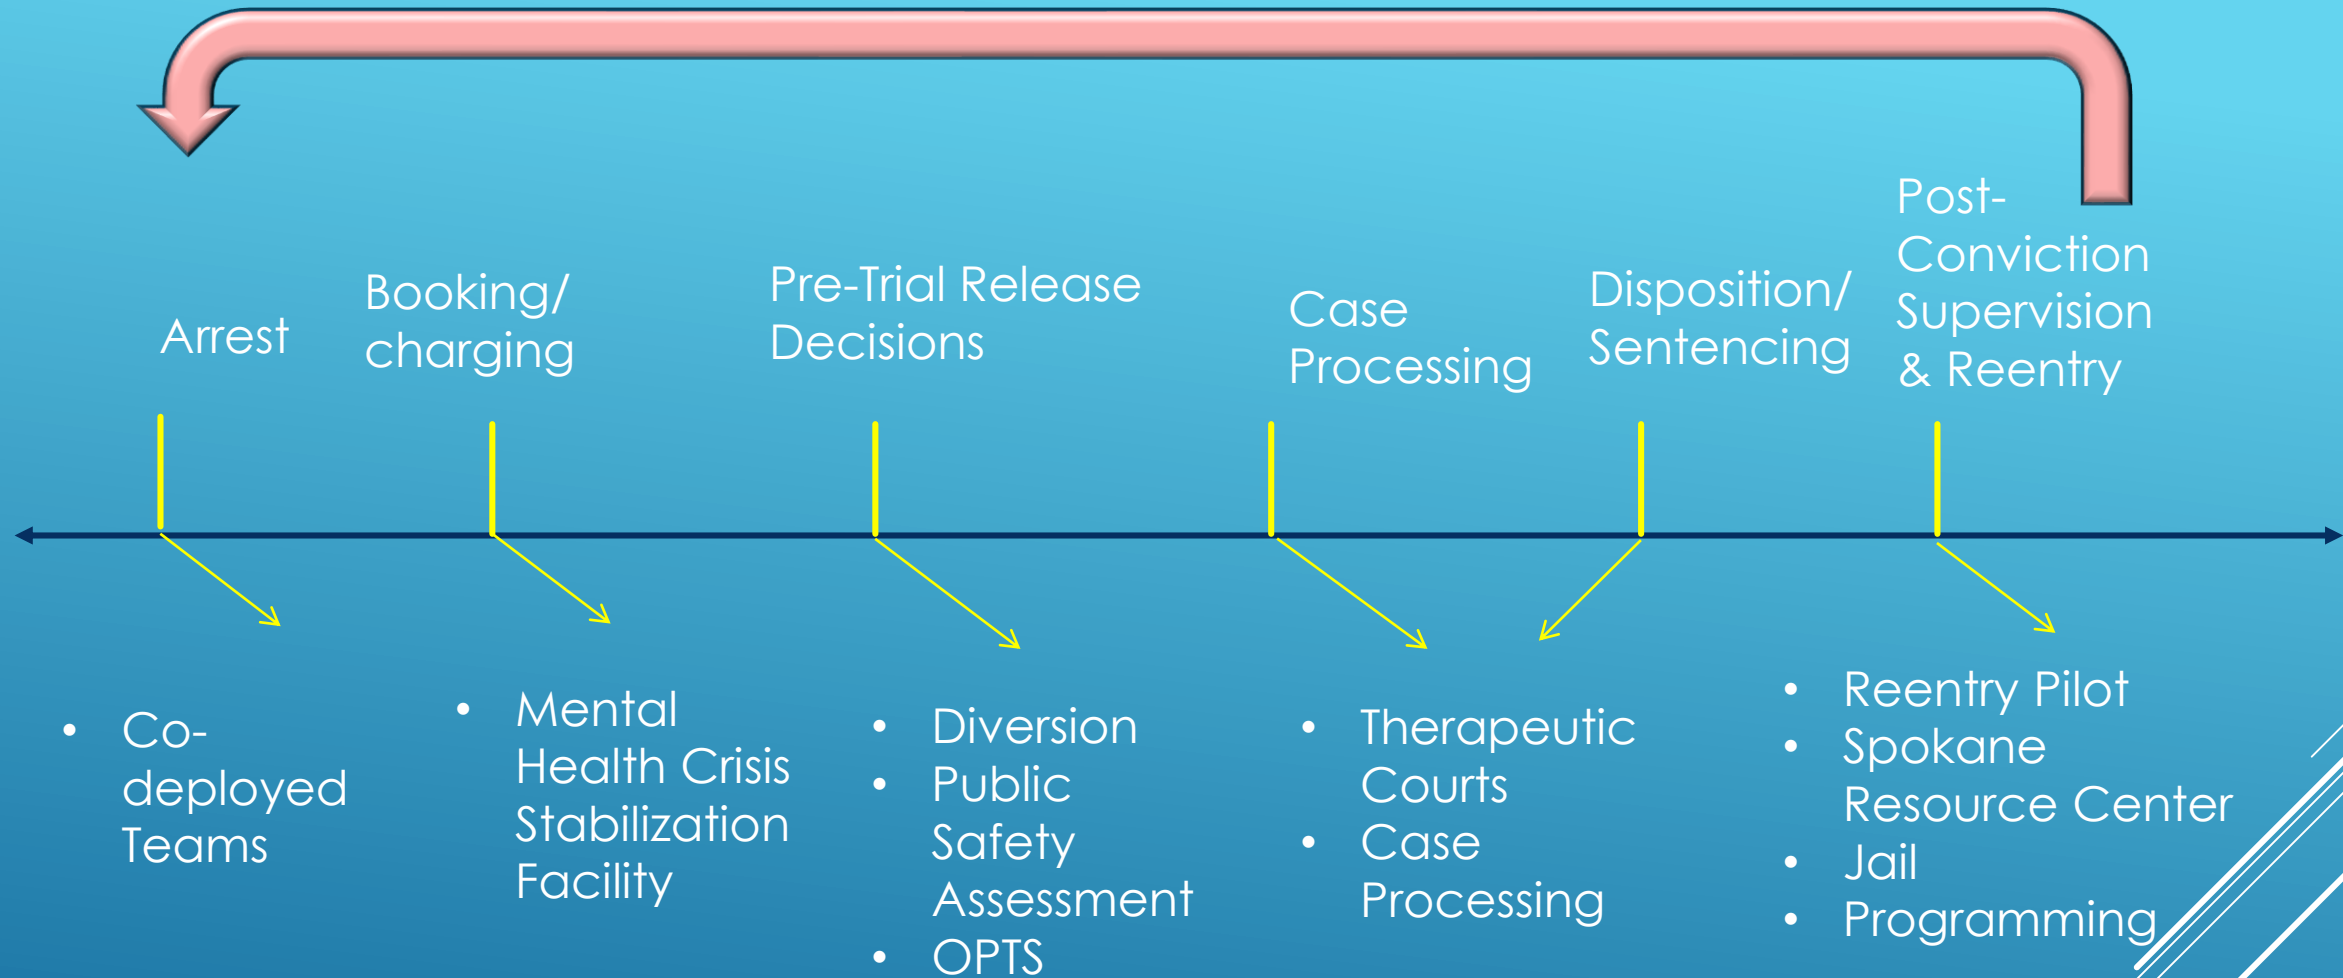 Arrest
Booking/
charging
Pre-Trial Release
Decisions
Case
Processing
Disposition/
Sentencing
Post-
Conviction
Supervision
& Reentry
• Co-
deployed
Teams
• Mental
Health Crisis
Stabilization
Facility
• Diversion
• Public
Safety
Assessment
• OPTS
• Therapeutic
Courts
• Case
Processing
• Reentry Pilot
• Spokane
Resource Center
• Jail
• Programming